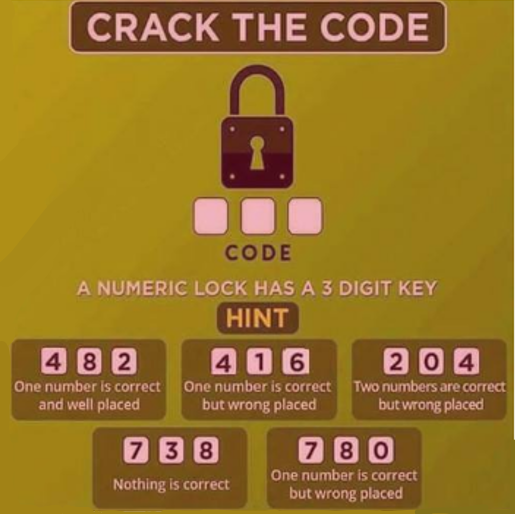 CRACK THE CODE
CODE
A NUMERIC LOCK HAS A 3 DIGIT KEY
HINT
4 8 2
One number is correct
and well placed
4 1 6
One number is correct
but wrong placed
2 0 4
Two numbers are correct
but wrong placed
7 3 8
Nothing is correct
7 8 0
One number is correct
but wrong placed